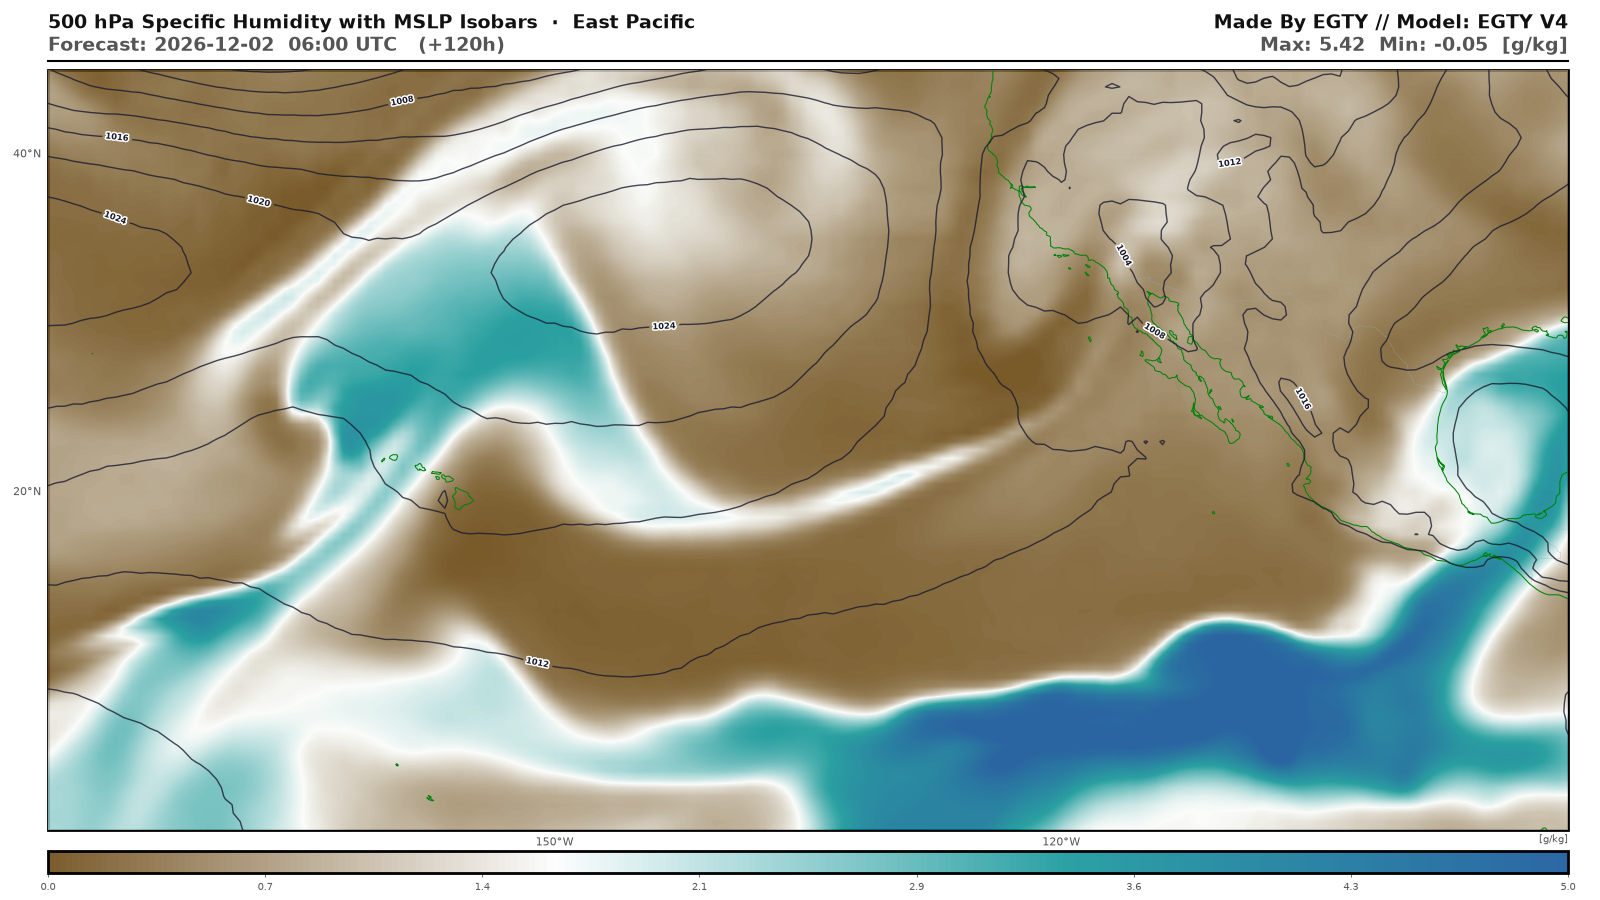 500 hPa Specific Humidity with MSLP Isobars · East Pacific
Made By EGTY // Model: EGTY V4
Forecast: 2026-12-02 06:00 UTC (+120h)
Max: 5.42 Min: -0.05 [g/kg]
1008
1016
40°N
1012
1020
1024
1004
1024
1008
1016
20°N
1012
150°W
120°W
[g/kg]
0.0
0.7
1.4
2.1
2.9
3.6
4.3
5.0